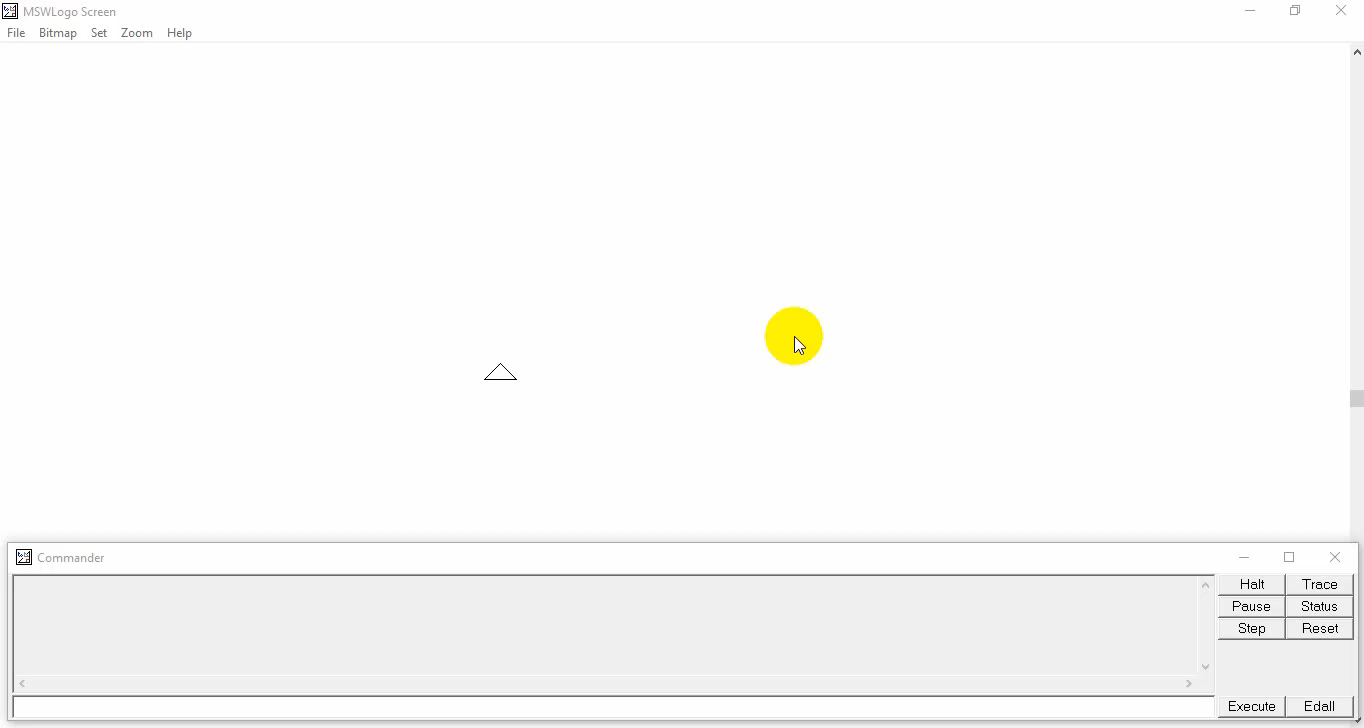 MSWLogo Screen
File Bitmap Set Zoom Help
Commander
Halt Trace
Pause Status
Step Reset
Execute Edall